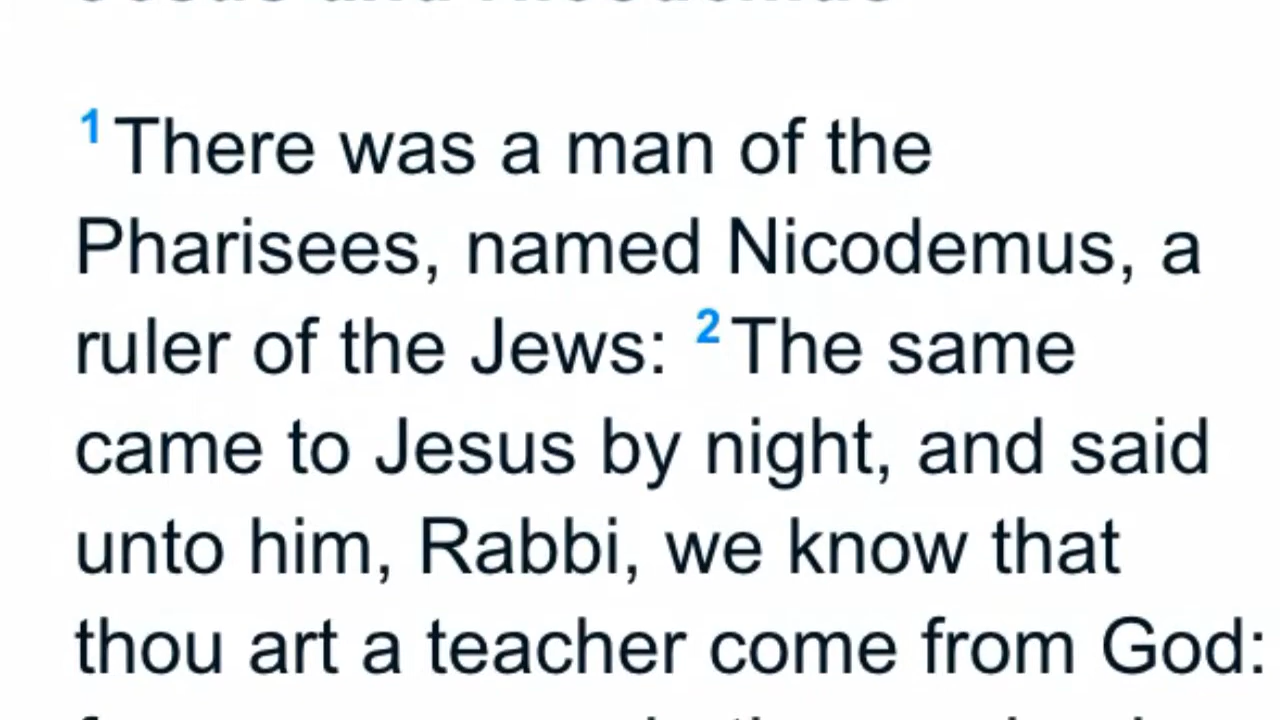 1 There was a man of the
Pharisees, named Nicodemus, a
ruler of the Jews: 2 The same
came to Jesus by night, and said
unto him, Rabbi, we know that
thou art a teacher come from God: